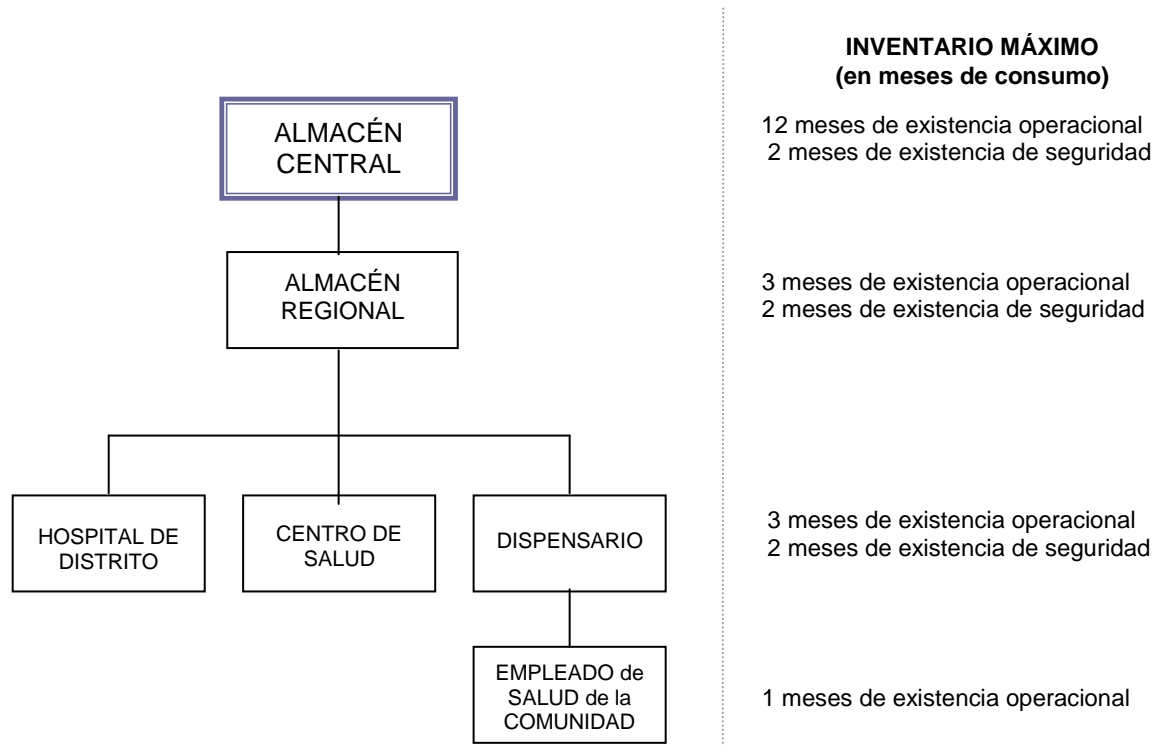 INVENTARIO MÁXIMO
(en meses de consumo)
ALMACÉN
CENTRAL
12 meses de existencia operacional
2 meses de existencia de seguridad
ALMACÉN
REGIONAL
3 meses de existencia operacional
2 meses de existencia de seguridad
HOSPITAL DE
DISTRITO
CENTRO DE
SALUD
DISPENSARIO
3 meses de existencia operacional
2 meses de existencia de seguridad
EMPLEADO de
SALUD de la
COMUNIDAD
1 meses de existencia operacional